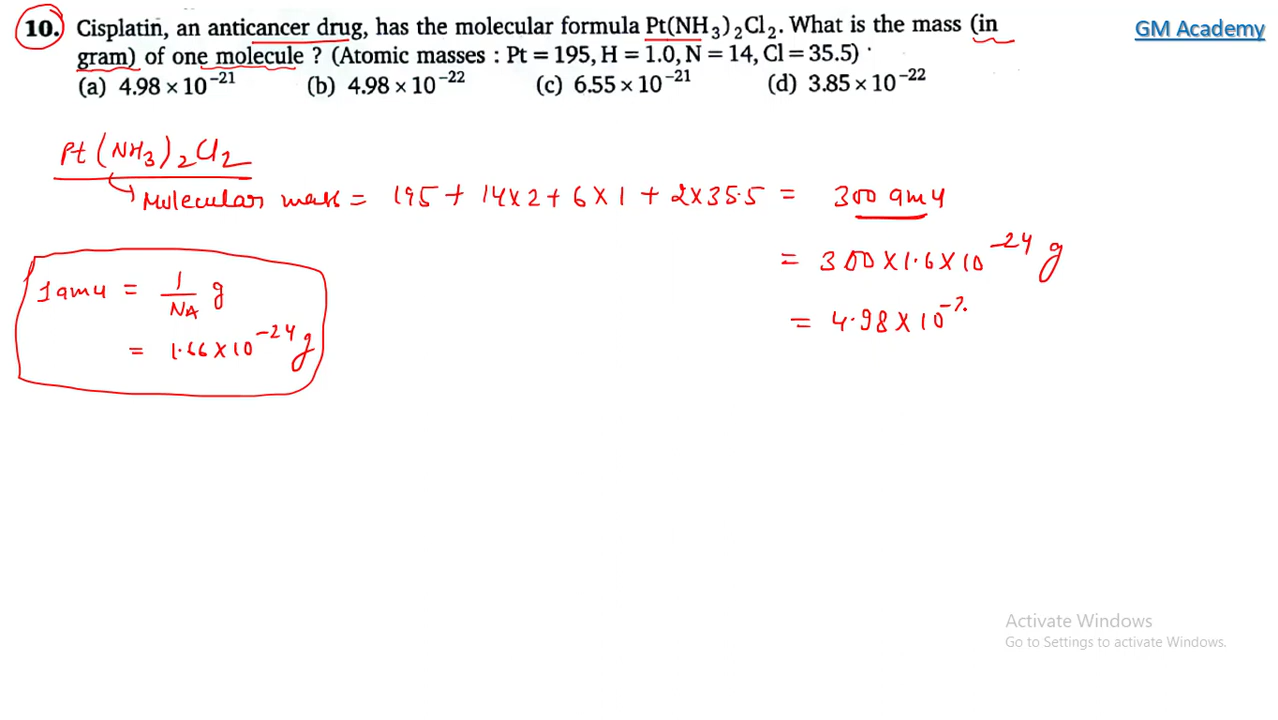 10. Cisplatin, an anticancer drug, has the molecular formula Pt(NH₃)₂Cl₂. What is the mass (in
GM Academy
gram) of one molecule ? (Atomic masses : Pt = 195, H = 1.0, N = 14, Cl = 35.5)
(a) 4.98 × 10⁻²¹ (b) 4.98 × 10⁻²² (c) 6.55 × 10⁻²¹ (d) 3.85 × 10⁻²²
Pt(NH₃)₂Cl₂
Molecular mass = 195 + 14×2 + 6×1 + 2×35.5 = 300 amu
= 300×1.6×10⁻²⁴ g
= 4.98×10
1amu = 1/NA g
= 1.66×10⁻²⁴ g
Activate Windows
Go to Settings to activate Windows.